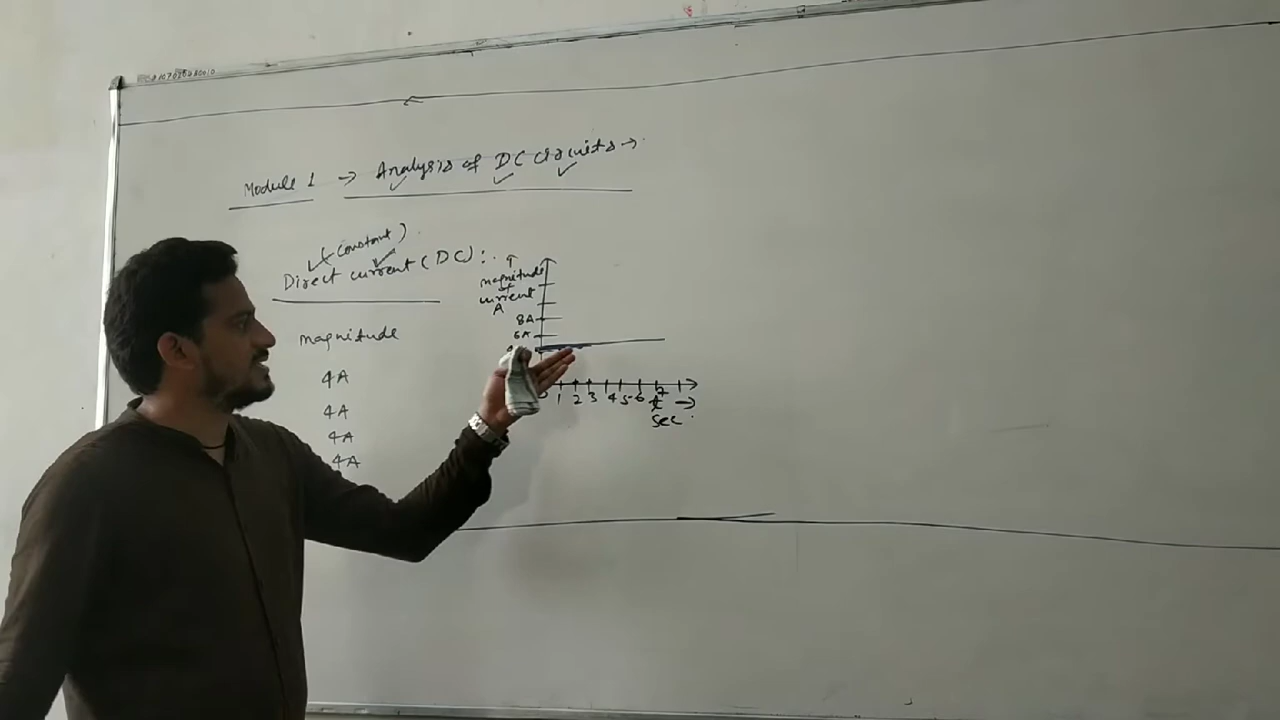 Module 1 → Analysis of DC circuits →
(constant)
Direct current (DC):
magnitude
4A
4A
4A
4A
magnitude
of
current
A
8A
6A
1 2 3 4 5 6 7
t →
sec